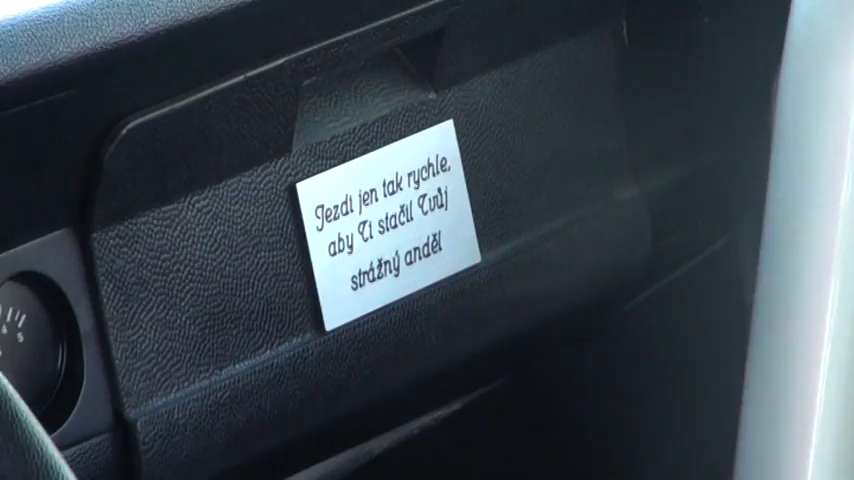 Jezdi jen tak rychle,
aby Ti stačil Tvůj
strážný anděl